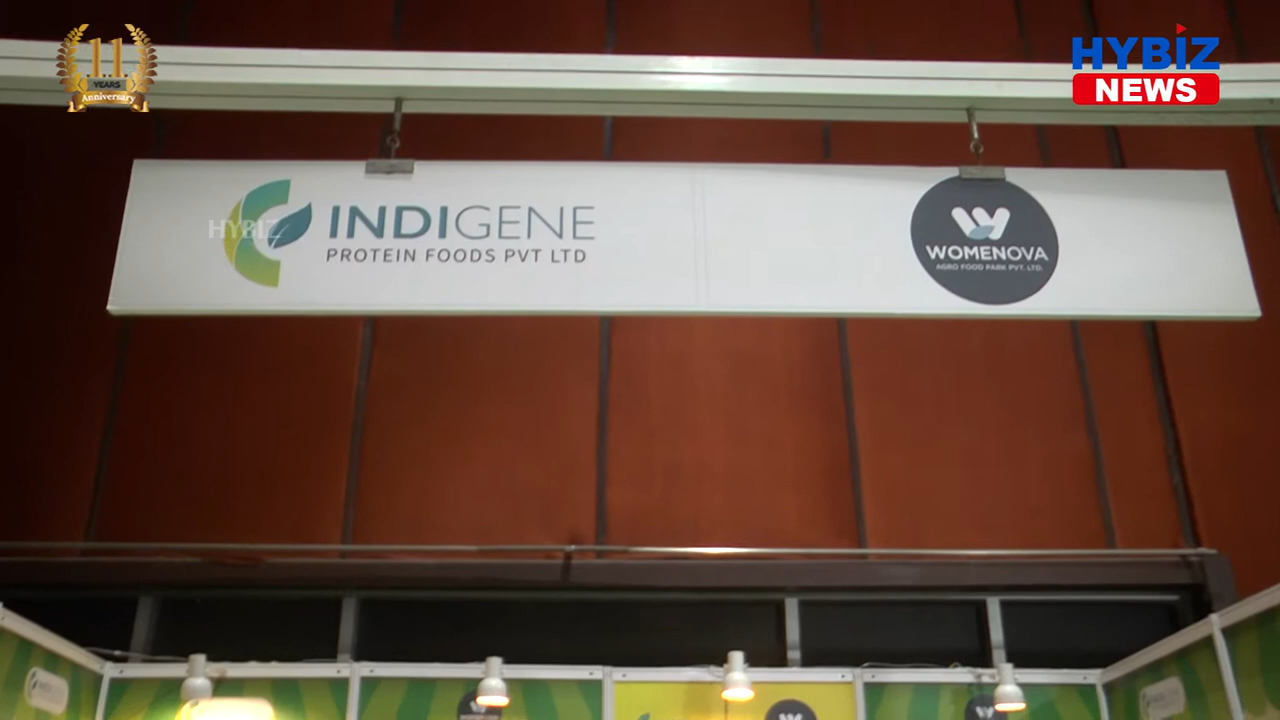 11
YEARS
Anniversary
HYBIZ
NEWS
HYBIZ
INDIGENE
PROTEIN FOODS PVT LTD
WOMENOVA
AGRO FOOD PARK PVT. LTD.